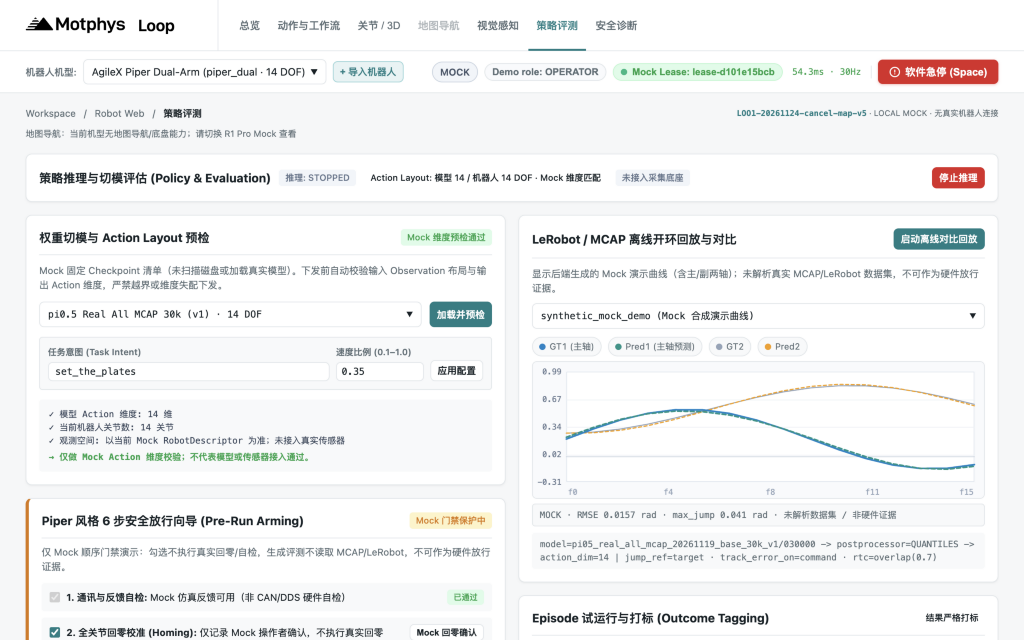 Motphys Loop
总览 动作与工作流 关节 / 3D 地图导航 视觉感知 策略评测 安全诊断
机器人机型: AgileX Piper Dual-Arm (piper_dual · 14 DOF) ▼ + 导入机器人 MOCK Demo role: OPERATOR Mock Lease: lease-d101e15bcb 54.3ms · 30Hz 软件急停 (Space)
Workspace / Robot Web / 策略评测
LOO1-20261124-cancel-map-v5 · LOCAL MOCK · 无真实机器人连接
地图导航: 当前机型无地图导航/底盘能力; 请切换 R1 Pro Mock 查看
策略推理与切模评估 (Policy & Evaluation) 推理: STOPPED Action Layout: 模型 14 / 机器人 14 DOF · Mock 维度匹配 未接入采集底座 停止推理
权重切模与 Action Layout 预检 Mock 维度预检通过
Mock 固定 Checkpoint 清单（未扫描磁盘或加载真实模型）。下发前自动校验输入 Observation 布局与输
出 Action 维度，严禁越界或维度失配下发。
pi0.5 Real All MCAP 30k (v1) · 14 DOF ▼ 加载并预检
任务意图 (Task Intent) 速度比例 (0.1–1.0)
set_the_plates 0.35 应用配置
✓ 模型 Action 维度: 14 维
✓ 当前机器人关节数: 14 关节
✓ 观测空间: 以当前 Mock RobotDescriptor 为准; 未接入真实传感器
→ 仅做 Mock Action 维度校验; 不代表模型或传感器接入通过。
Piper 风格 6 步安全放行向导 (Pre-Run Arming) Mock 门禁保护中
仅 Mock 顺序门禁演示: 勾选不执行真实回零/自检，生成评测不读取 MCAP/LeRobot，不可作为硬件放行
证据。
1. 通讯与反馈自检: Mock 仿真反馈可用（非 CAN/DDS 硬件自检） 已通过
2. 全关节回零校准 (Homing): 仅记录 Mock 操作者确认，不执行真实回零 Mock 回零确认
LeRobot / MCAP 离线开环回放与对比 启动离线对比回放
显示后端生成的 Mock 演示曲线（含主/副两轴）; 未解析真实 MCAP/LeRobot 数据集，不可作为硬件放行
证据。
synthetic_mock_demo (Mock 合成演示曲线) ▼
GT1 (主轴) Pred1 (主轴预测) GT2 Pred2
0.99
0.67
0.34
0.02
−0.31
f0 f4 f8 f11 f15
MOCK · RMSE 0.0157 rad · max_jump 0.041 rad · 未解析数据集 / 非硬件证据
model=pi05_real_all_mcap_20261119_base_30k_v1/030000 —> postprocessor=QUANTILES —>
action_dim=14 | jump_ref=target · track_error_on=command · rtc=overlap(0.7)
Episode 试运行与打标 (Outcome Tagging) 结果严格打标